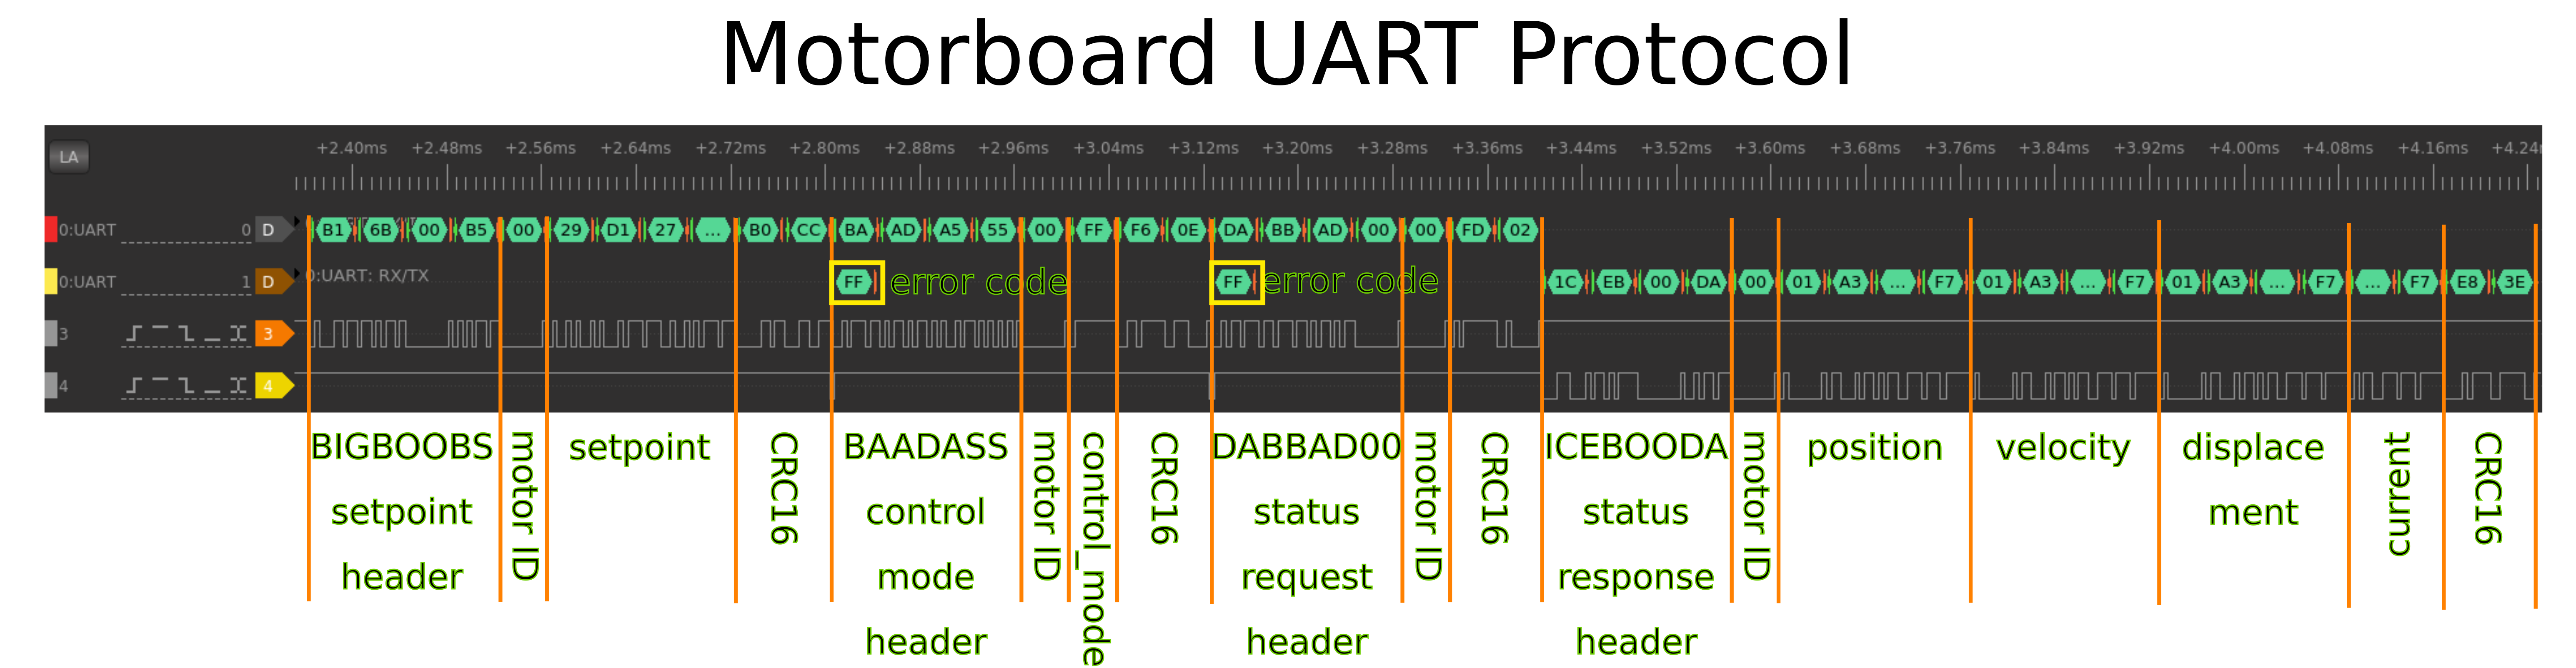 Motorboard UART Protocol
LA
+2.40ms +2.48ms +2.56ms +2.64ms +2.72ms +2.80ms +2.88ms +2.96ms +3.04ms +3.12ms +3.20ms +3.28ms +3.36ms +3.44ms +3.52ms +3.60ms +3.68ms +3.76ms +3.84ms +3.92ms +4.00ms +4.08ms +4.16ms +4.24
0:UART 0 D B1 6B 00 B5 00 29 D1 27 ... B0 CC BA AD A5 55 00 FF F6 0E DA BB AD 00 00 FD 02
0:UART 1 D 0:UART: RX/TX FF error code FF error code 1C EB 00 DA 00 01 A3 ... F7 01 A3 ... F7 01 A3 ... F7 ... F7 E8 3E
3 3
4 4
BIGBOOBS
setpoint
header
motor ID
setpoint
CRC16
BAADASS
control
mode
header
motor ID
control_mode
CRC16
DABBAD00
status
request
header
motor ID
CRC16
ICEBOODA
status
response
header
motor ID
position
velocity
displace
ment
current
CRC16